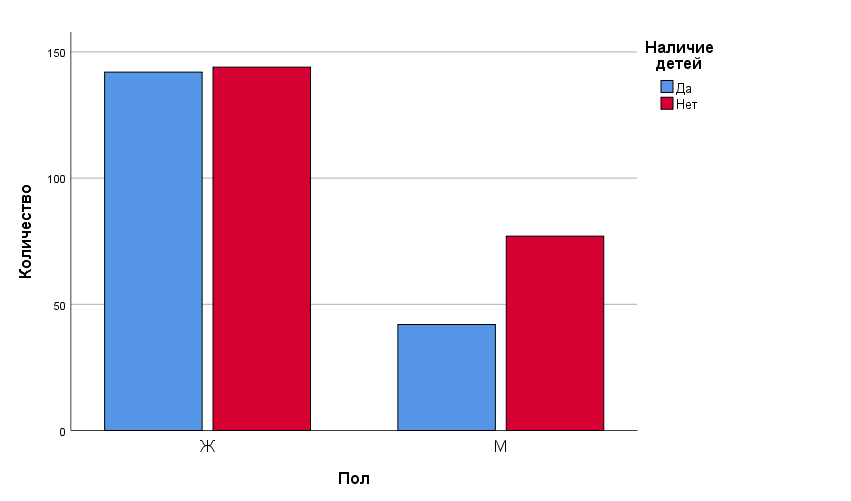 150
100
50
0
Количество
Ж
М
Пол
Наличие
детей
Да
Нет